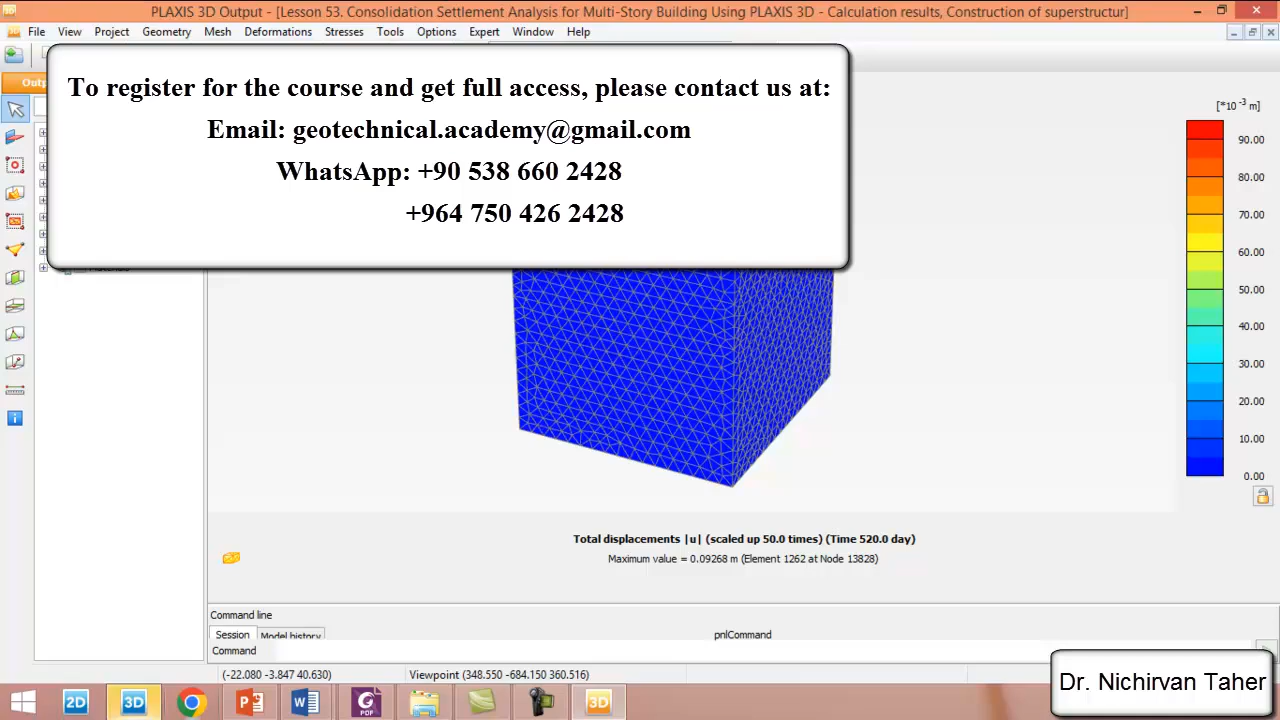 PLAXIS 3D Output - [Lesson 53. Consolidation Settlement Analysis for Multi-Story Building Using PLAXIS 3D - Calculation results, Construction of superstructur]
File View Project Geometry Mesh Deformations Stresses Tools Options Expert Window Help
To register for the course and get full access, please contact us at:
Email: geotechnical.academy@gmail.com
WhatsApp: +90 538 660 2428
+964 750 426 2428
[*10⁻³ m]
90.00
80.00
70.00
60.00
50.00
40.00
30.00
20.00
10.00
0.00
Total displacements |u| (scaled up 50.0 times) (Time 520.0 day)
Maximum value = 0.09268 m (Element 1262 at Node 13828)
Command line
Session Model history
pnlCommand
Command
(-22.080 -3.847 40.630) Viewpoint (348.550 -684.150 360.516)
Dr. Nichirvan Taher
2D 3D PDF 3D